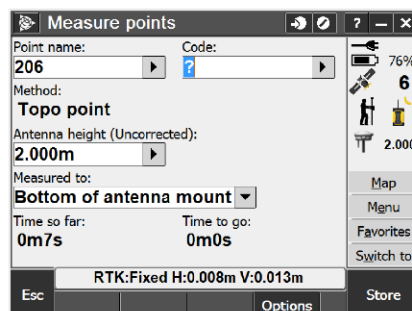 Measure points
? – X
Point name:
Code:
206
?
76%
Method:
Topo point
6
Antenna height (Uncorrected):
2.000m
2.000
Measured to:
Bottom of antenna mount
Map
Menu
Time so far:
Time to go:
0m7s
0m0s
Favorites
Switch to
RTK:Fixed H:0.008m V:0.013m
Esc
Options
Store